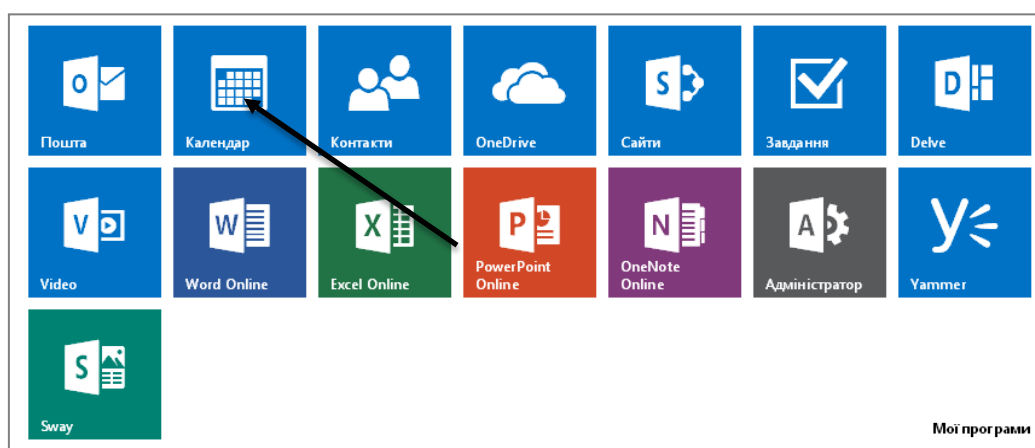 Пошта
Календар
Контакти
OneDrive
Сайти
Завдання
Delve
Video
Word Online
Excel Online
PowerPoint
Online
OneNote
Online
Адміністратор
Yammer
Sway
Мої програми